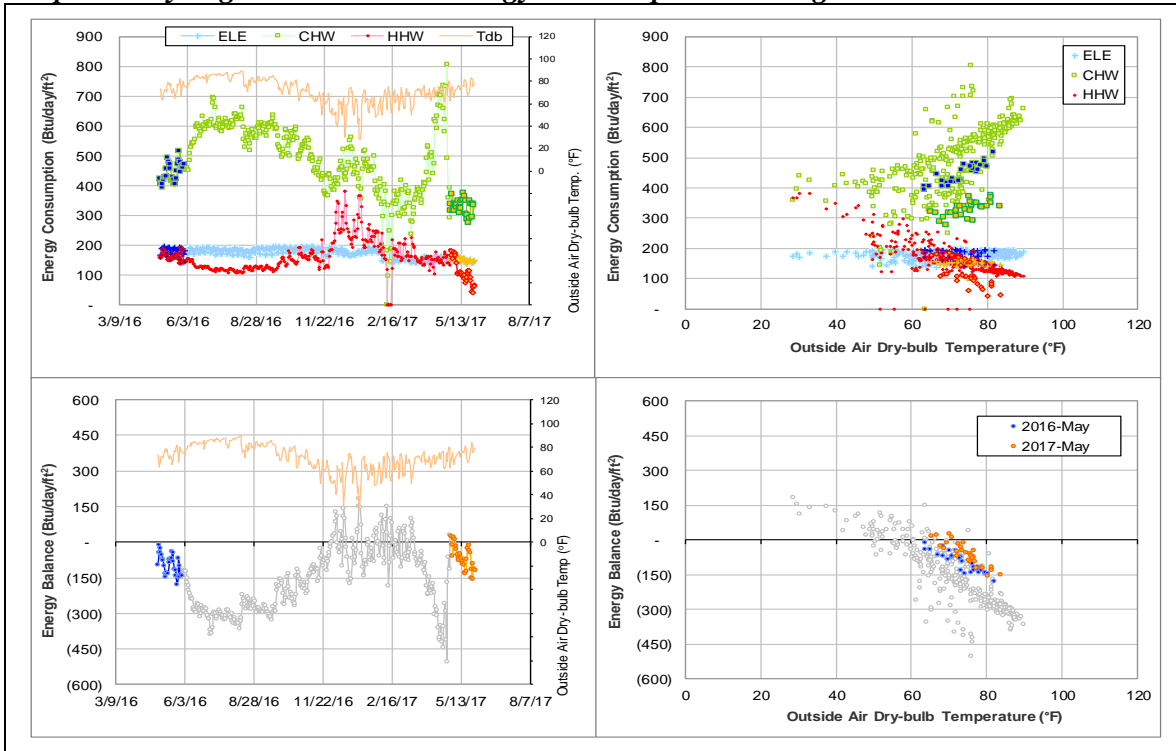 ELE CHW HHW Tdb
Energy Consumption (Btu/day/ft²)
900
800
700
600
500
400
300
200
100
-
120
100
80
60
40
20
0
Outside Air Dry-bulb Temp. (°F)
3/9/16 6/3/16 8/28/16 11/22/16 2/16/17 5/13/17 8/7/17
Energy Consumption (Btu/day/ft²)
900
800
700
600
500
400
300
200
100
-
ELE
CHW
HHW
0 20 40 60 80 100 120
Outside Air Dry-bulb Temperature (°F)
Energy Balance (Btu/day/ft²)
600
450
300
150
-
(150)
(300)
(450)
(600)
120
100
80
60
40
20
0
Outside Air Dry-bulb Temp (°F)
3/9/16 6/3/16 8/28/16 11/22/16 2/16/17 5/13/17 8/7/17
Energy Balance (Btu/day/ft²)
600
450
300
150
-
(150)
(300)
(450)
(600)
2016-May
2017-May
0 20 40 60 80 100 120
Outside Air Dry-bulb Temperature (°F)